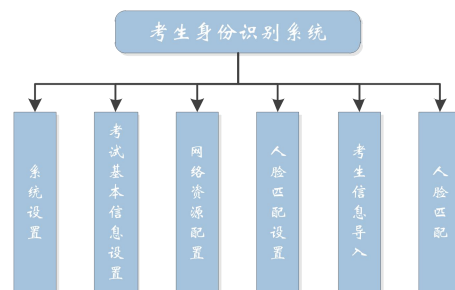 考生身份识别系统
系统设置
考试基本信息设置
网络资源配置
人脸匹配设置
考生信息导入
人脸匹配